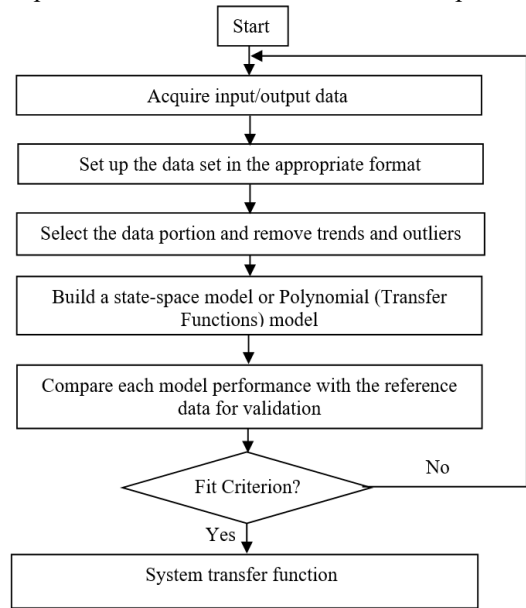 Start
Acquire input/output data
Set up the data set in the appropriate format
Select the data portion and remove trends and outliers
Build a state-space model or Polynomial (Transfer
Functions) model
Compare each model performance with the reference
data for validation
Fit Criterion?
No
Yes
System transfer function